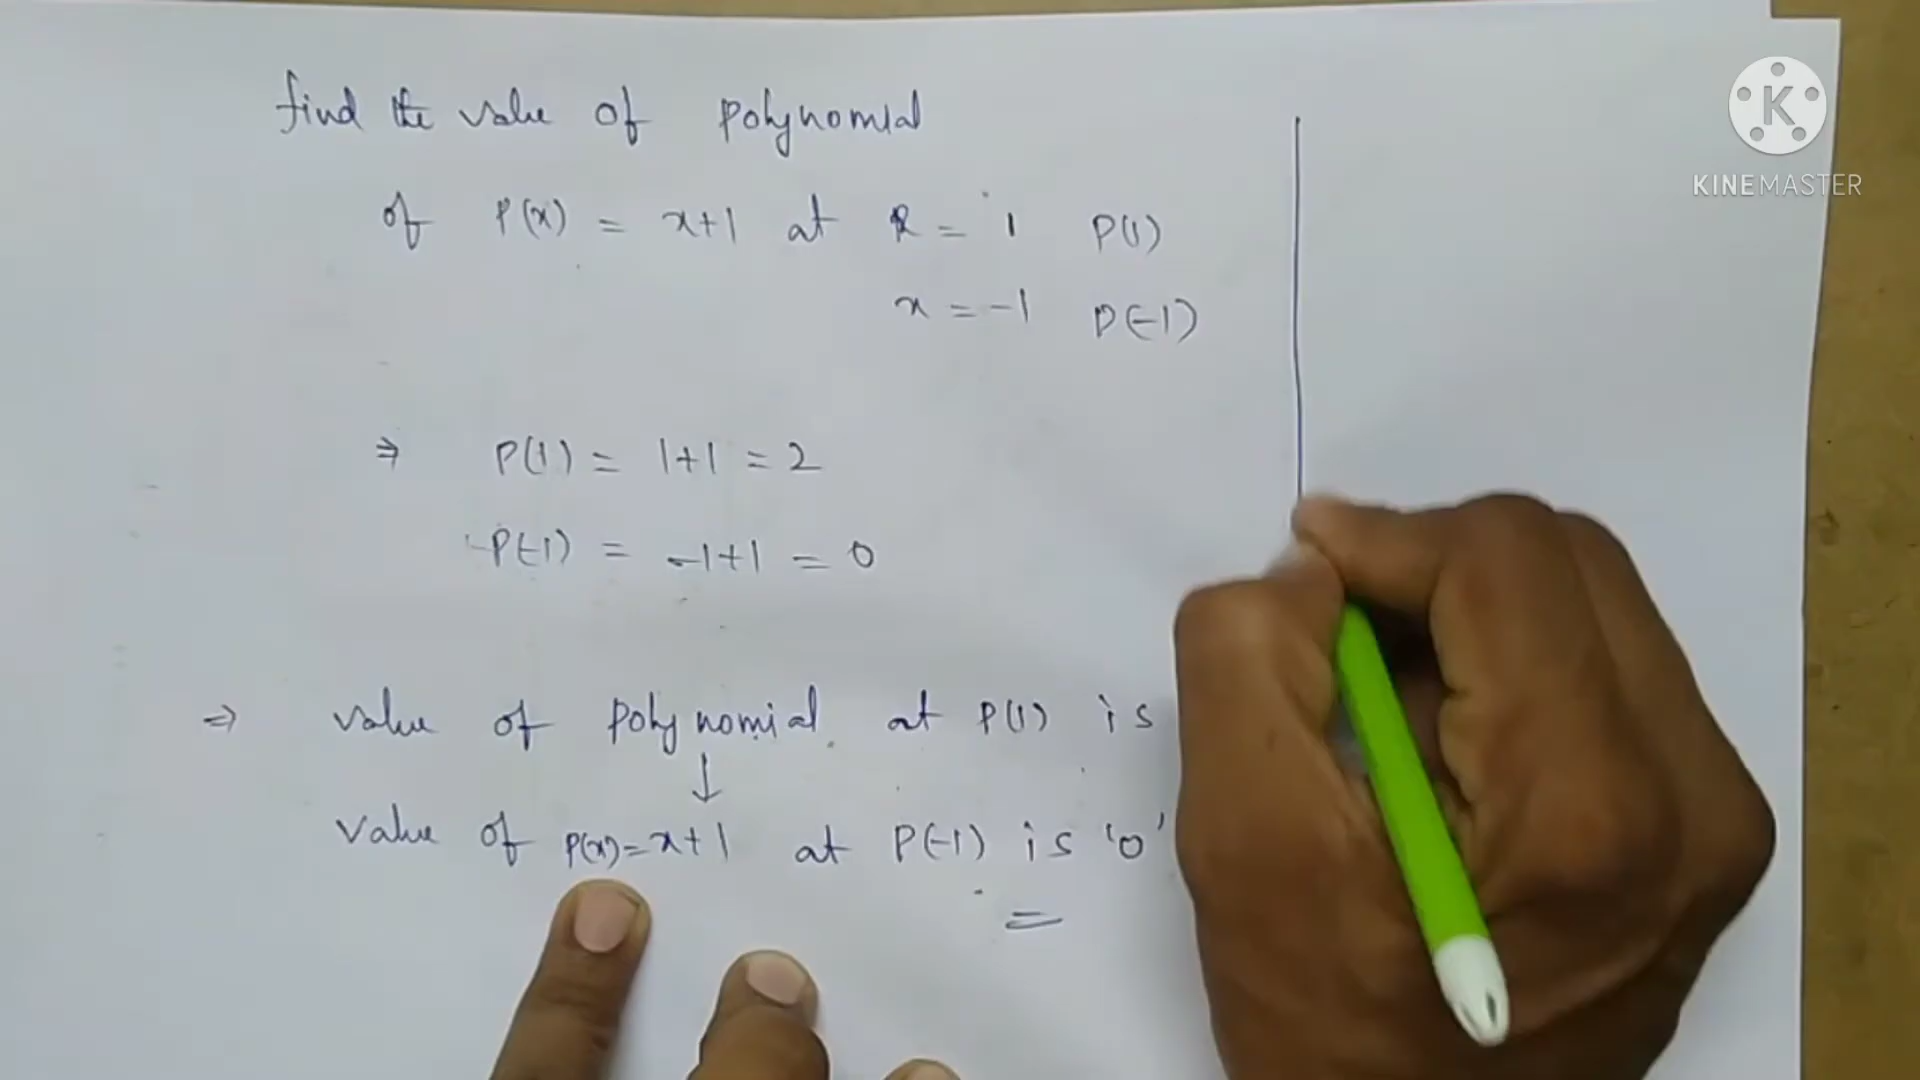 find the value of polynomial
of P(x) = x+1 at x = 1 P(1)
x = -1 P(-1)
⇒ P(1) = 1+1 = 2
P(-1) = -1+1 = 0
⇒ value of polynomial at P(1) is
↓
value of P(x)=x+1 at P(-1) is '0'
=
K
KINEMASTER